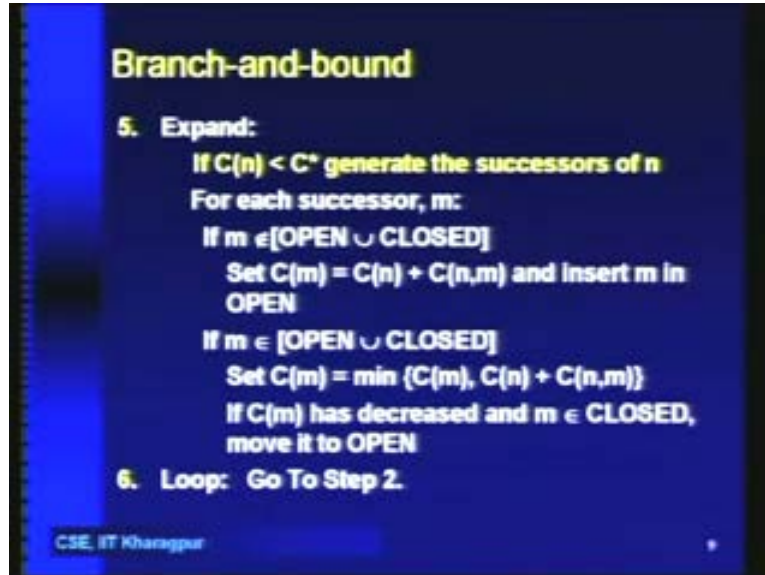 Branch-and-bound
5. Expand:
If C(n) < C* generate the successors of n
For each successor, m:
If m ∉[OPEN ∪ CLOSED]
Set C(m) = C(n) + C(n,m) and insert m in
OPEN
If m ∈ [OPEN ∪ CLOSED]
Set C(m) = min {C(m), C(n) + C(n,m)}
If C(m) has decreased and m ∈ CLOSED,
move it to OPEN
6. Loop: Go To Step 2.
CSE, IIT Kharagpur
9